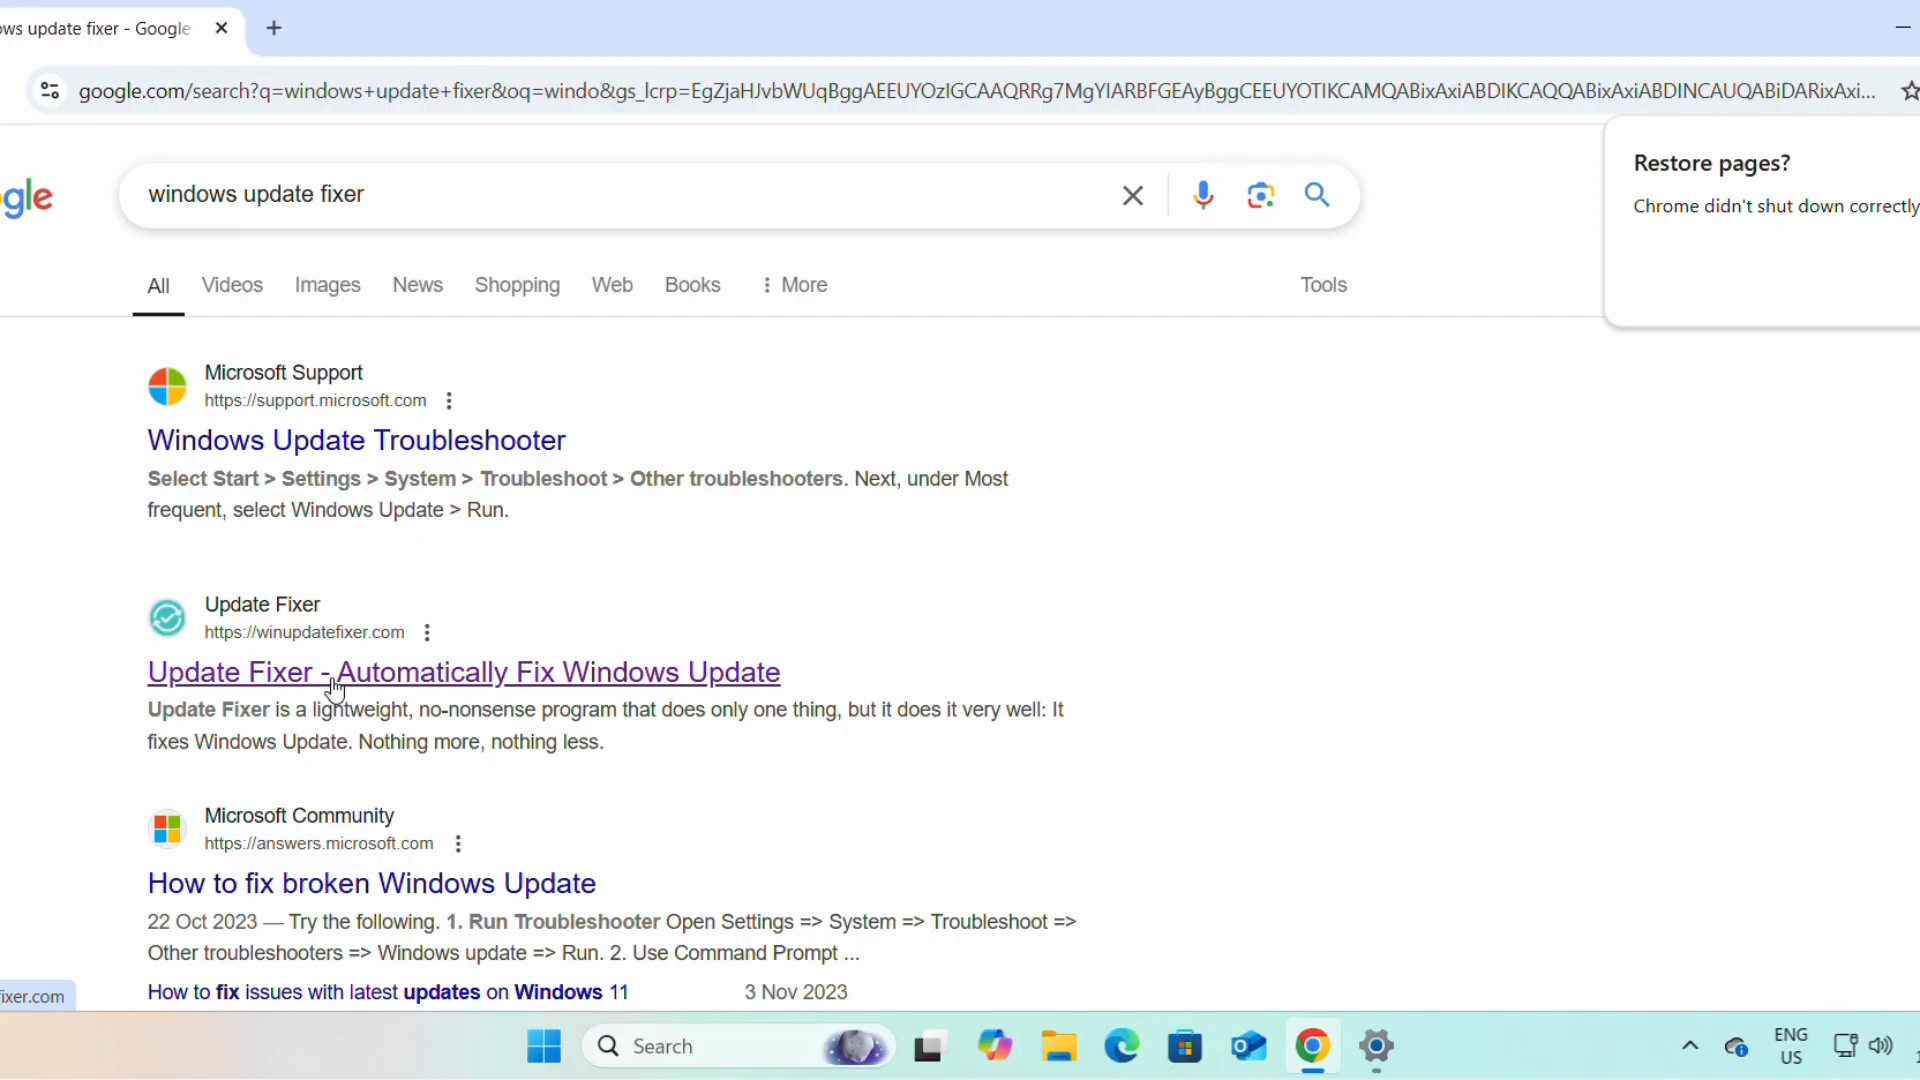 ows update fixer - Google
google.com/search?q=windows+update+fixer&oq=windo&gs_lcrp=EgZjaHJvbWUqBggAEEUYOzIGCAAQRRg7MgYIARBFGEAyBggCEEUYOTIKCAMQABixAxiABDIKCAQQABixAxiABDINCAUQABiDARixAxi...
Restore pages?
Chrome didn't shut down correctly
gle
windows update fixer
All Videos Images News Shopping Web Books More Tools
Microsoft Support
https://support.microsoft.com
Windows Update Troubleshooter
Select Start > Settings > System > Troubleshoot > Other troubleshooters. Next, under Most
frequent, select Windows Update > Run.
Update Fixer
https://winupdatefixer.com
Update Fixer - Automatically Fix Windows Update
Update Fixer is a lightweight, no-nonsense program that does only one thing, but it does it very well: It
fixes Windows Update. Nothing more, nothing less.
Microsoft Community
https://answers.microsoft.com
How to fix broken Windows Update
22 Oct 2023 — Try the following. 1. Run Troubleshooter Open Settings => System => Troubleshoot =>
Other troubleshooters => Windows update => Run. 2. Use Command Prompt ...
How to fix issues with latest updates on Windows 11 3 Nov 2023
ixer.com
Search
ENG
US